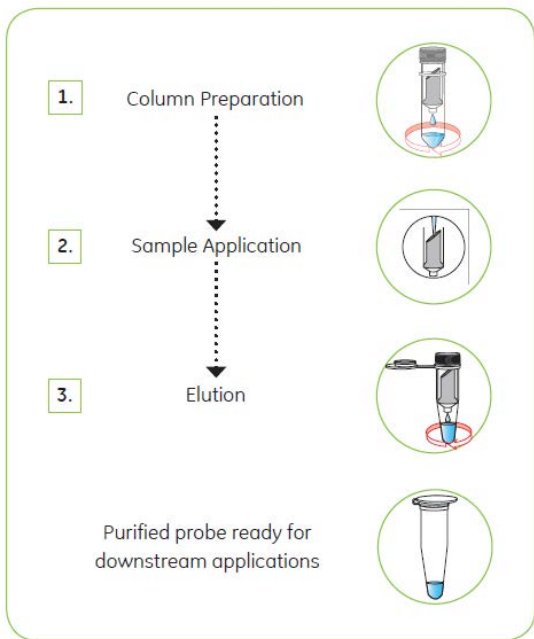 1.
Column Preparation
2.
Sample Application
3.
Elution
Purified probe ready for
downstream applications